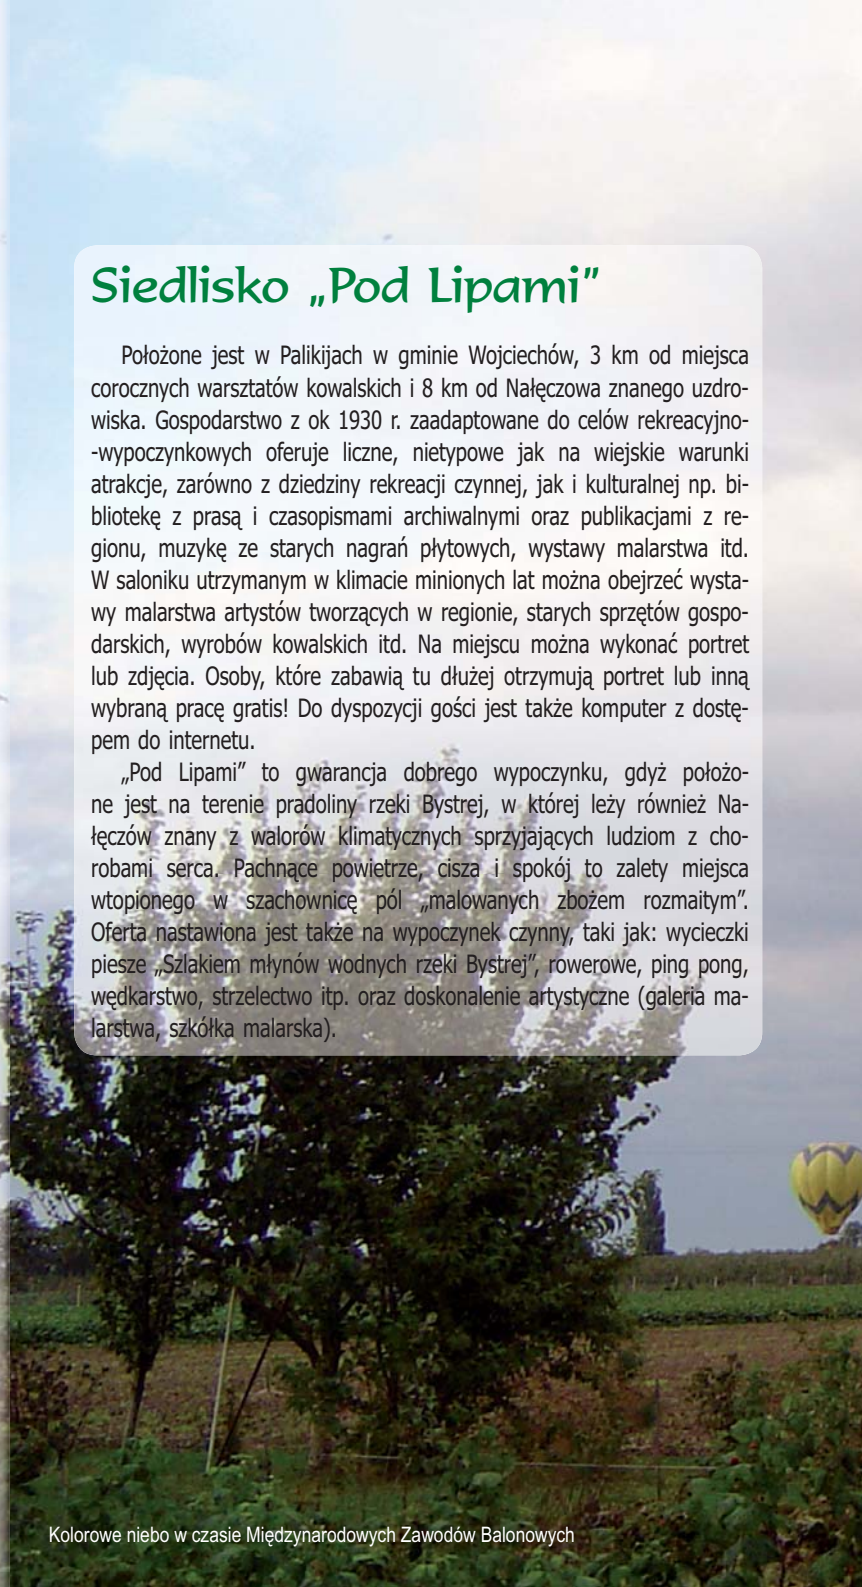 Siedlisko „Pod Lipami”
Położone jest w Palikijach w gminie Wojciechów, 3 km od miejsca
corocznych warsztatów kowalskich i 8 km od Nałęczowa znanego uzdro-
wiska. Gospodarstwo z ok 1930 r. zaadaptowane do celów rekreacyjno-
-wypoczynkowych oferuje liczne, nietypowe jak na wiejskie warunki
atrakcje, zarówno z dziedziny rekreacji czynnej, jak i kulturalnej np. bi-
bliotekę z prasą i czasopismami archiwalnymi oraz publikacjami z re-
gionu, muzykę ze starych nagrań płytowych, wystawy malarstwa itd.
W saloniku utrzymanym w klimacie minionych lat można obejrzeć wysta-
wy malarstwa artystów tworzących w regionie, starych sprzętów gospo-
darskich, wyrobów kowalskich itd. Na miejscu można wykonać portret
lub zdjęcia. Osoby, które zabawią tu dłużej otrzymują portret lub inną
wybraną pracę gratis! Do dyspozycji gości jest także komputer z dostę-
pem do internetu.
„Pod Lipami” to gwarancja dobrego wypoczynku, gdyż położo-
ne jest na terenie pradoliny rzeki Bystrej, w której leży również Na-
łęczów znany z walorów klimatycznych sprzyjających ludziom z cho-
robami serca. Pachnące powietrze, cisza i spokój to zalety miejsca
wtopionego w szachownicę pól „malowanych zbożem rozmaitym”.
Oferta nastawiona jest także na wypoczynek czynny, taki jak: wycieczki
piesze „Szlakiem młynów wodnych rzeki Bystrej”, rowerowe, ping pong,
wędkarstwo, strzelectwo itp. oraz doskonalenie artystyczne (galeria ma-
larstwa, szkółka malarska).
Kolorowe niebo w czasie Międzynarodowych Zawodów Balonowych